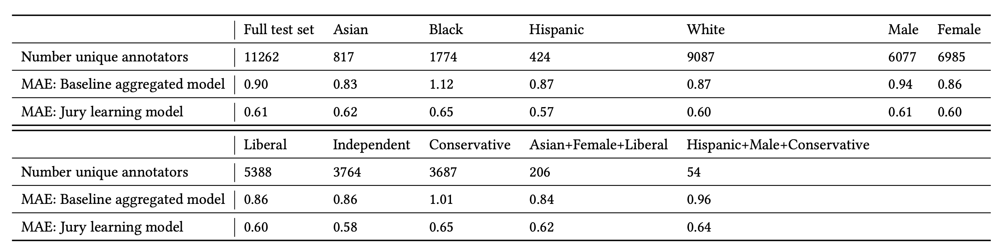 Full test set Asian Black Hispanic White Male Female
Number unique annotators 11262 817 1774 424 9087 6077 6985
MAE: Baseline aggregated model 0.90 0.83 1.12 0.87 0.87 0.94 0.86
MAE: Jury learning model 0.61 0.62 0.65 0.57 0.60 0.61 0.60
Liberal Independent Conservative Asian+Female+Liberal Hispanic+Male+Conservative
Number unique annotators 5388 3764 3687 206 54
MAE: Baseline aggregated model 0.86 0.86 1.01 0.84 0.96
MAE: Jury learning model 0.60 0.58 0.65 0.62 0.64